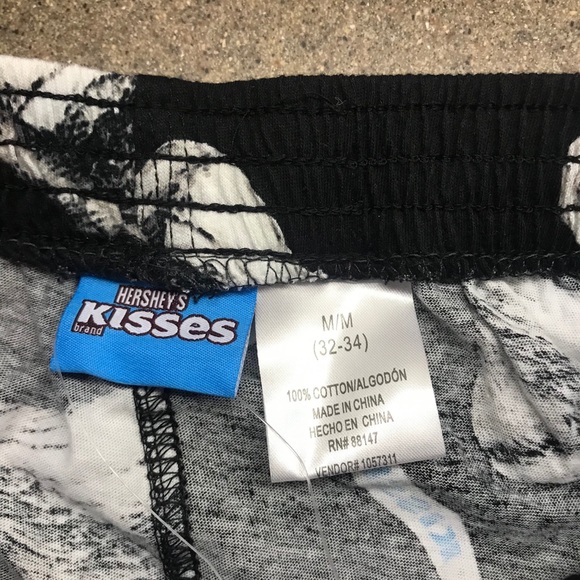 HERSHEY'S
KISSES
brand
M/M
(32-34)
100% COTTON/ALGODÓN
MADE IN CHINA
HECHO EN CHINA
RN# 88147
VENDOR# 1057311